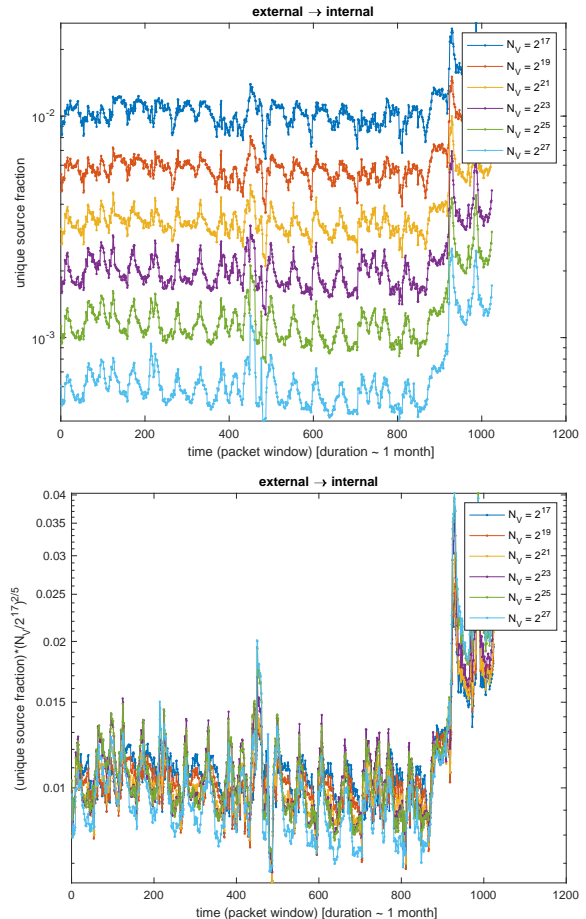 external → internal
N_V = 2^17
N_V = 2^19
N_V = 2^21
N_V = 2^23
N_V = 2^25
N_V = 2^27
unique source fraction
10^-2
10^-3
0 200 400 600 800 1000 1200
time (packet window) [duration ~ 1 month]
external → internal
N_V = 2^17
N_V = 2^19
N_V = 2^21
N_V = 2^23
N_V = 2^25
N_V = 2^27
(unique source fraction)*(N_V/2^17)^2/5
0.04
0.035
0.03
0.025
0.02
0.015
0.01
0 200 400 600 800 1000 1200
time (packet window) [duration ~ 1 month]